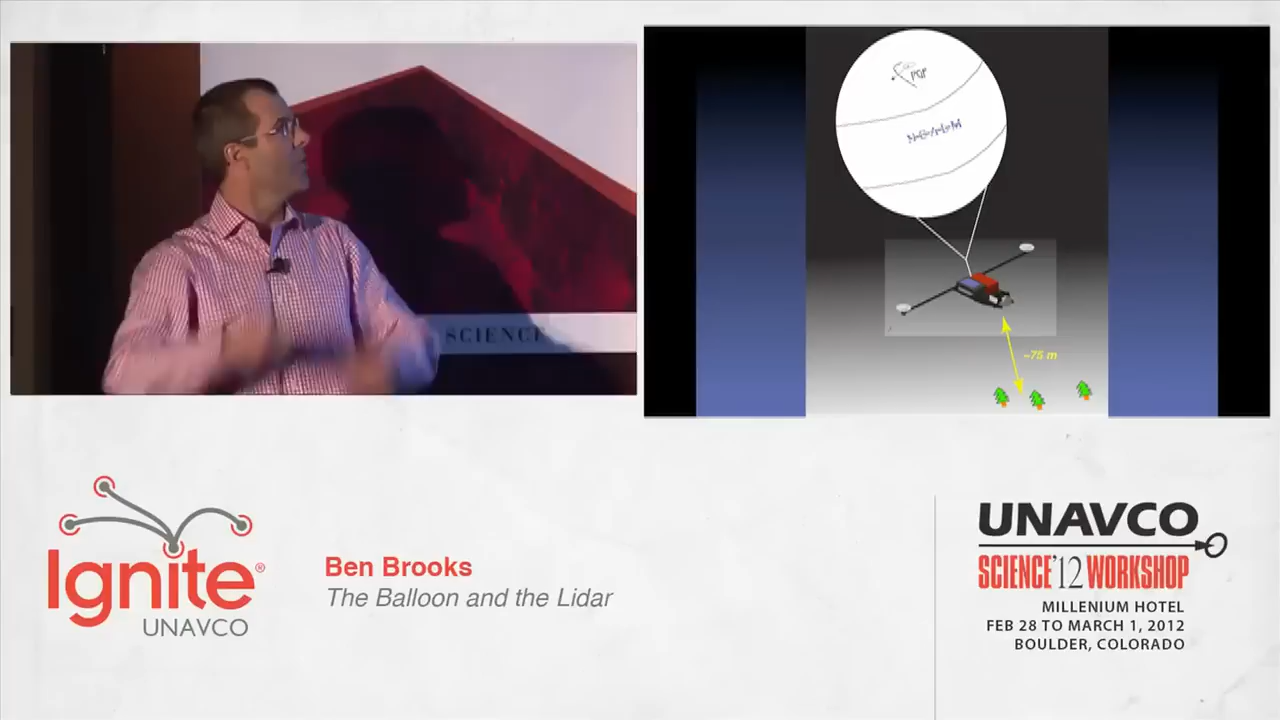 SCIENCE
PGF
~75 m
Ignite®
UNAVCO
Ben Brooks
The Balloon and the Lidar
UNAVCO
SCIENCE'12 WORKSHOP
MILLENIUM HOTEL
FEB 28 TO MARCH 1, 2012
BOULDER, COLORADO